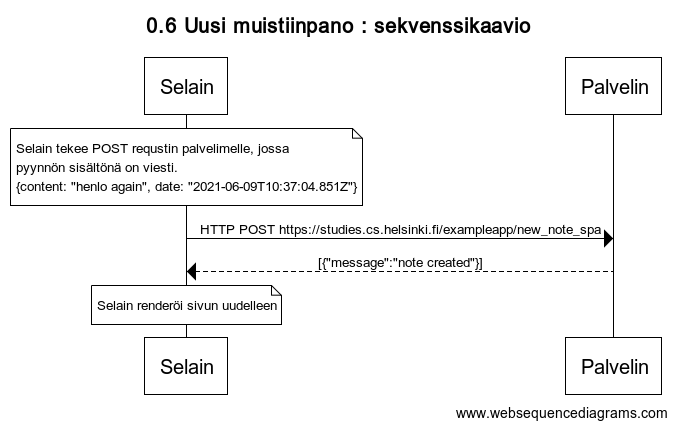 0.6 Uusi muistiinpano : sekvenssikaavio
Selain
Palvelin
Selain tekee POST requstin palvelimelle, jossa
pyynnön sisältönä on viesti.
{content: "henlo again", date: "2021-06-09T10:37:04.851Z"}
HTTP POST https://studies.cs.helsinki.fi/exampleapp/new_note_spa
[{"message":"note created"}]
Selain renderöi sivun uudelleen
Selain
Palvelin
www.websequencediagrams.com